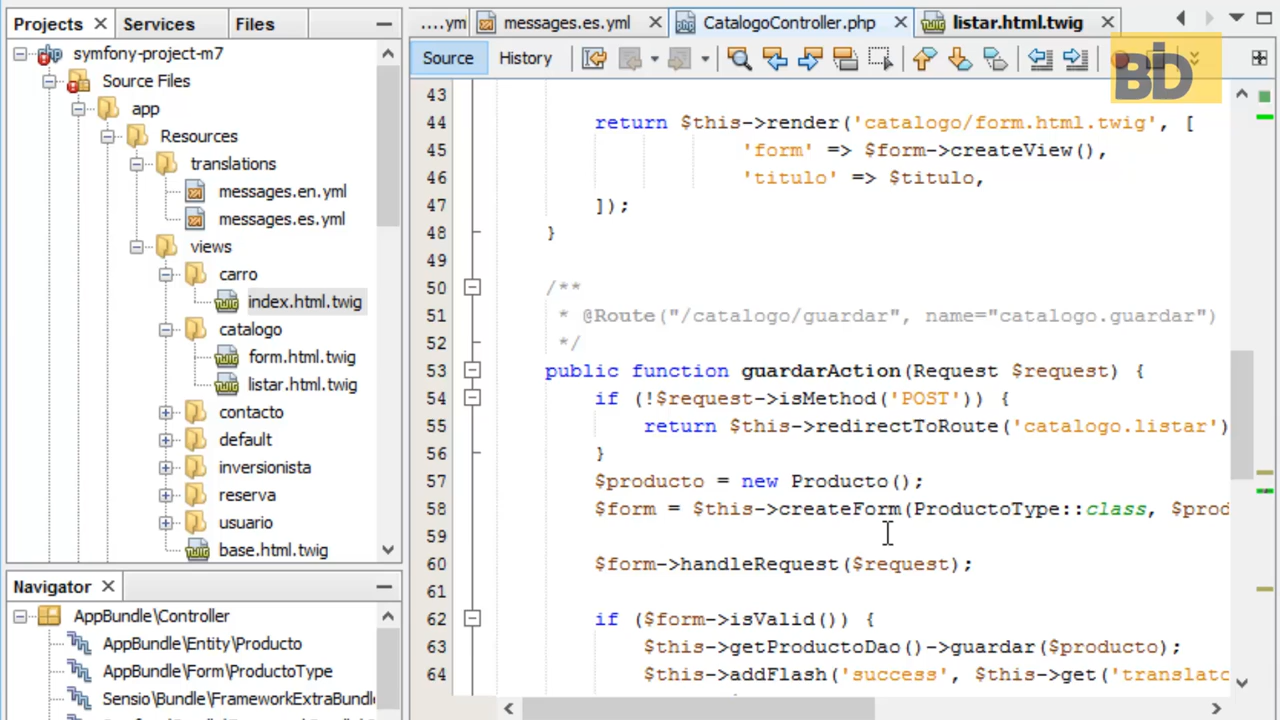 Projects
Services
Files
....ym
messages.es.yml
CatalogoController.php
listar.html.twig
Source
History
BID
symfony-project-m7
Source Files
app
Resources
translations
messages.en.yml
messages.es.yml
views
carro
index.html.twig
catalogo
form.html.twig
listar.html.twig
contacto
default
inversionista
reserva
usuario
base.html.twig
Navigator
AppBundle\Controller
AppBundle\Entity\Producto
AppBundle\Form\ProductoType
Sensio\Bundle\FrameworkExtraBundl
43
44 return $this->render('catalogo/form.html.twig', [
45 'form' => $form->createView(),
46 'titulo' => $titulo,
47 ]);
48 }
49
50 /**
51 * @Route("/catalogo/guardar", name="catalogo.guardar")
52 */
53 public function guardarAction(Request $request) {
54 if (!$request->isMethod('POST')) {
55 return $this->redirectToRoute('catalogo.listar')
56 }
57 $producto = new Producto();
58 $form = $this->createForm(ProductoType::class, $prod
59
60 $form->handleRequest($request);
61
62 if ($form->isValid()) {
63 $this->getProductoDao()->guardar($producto);
64 $this->addFlash('success', $this->get('translato